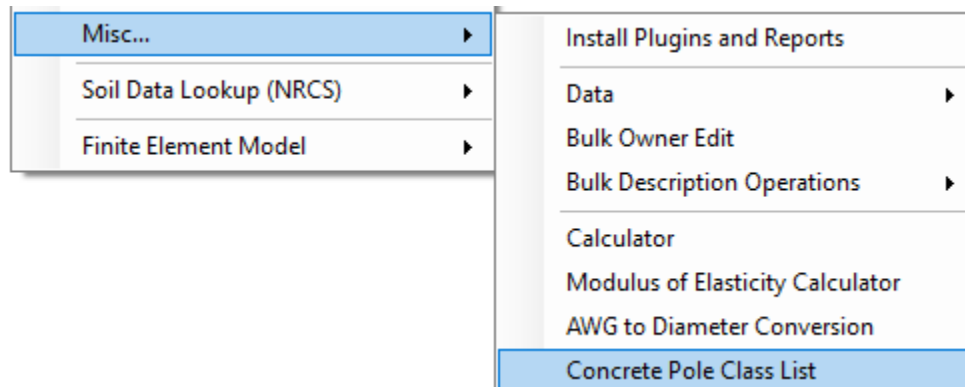 Misc...
Soil Data Lookup (NRCS)
Finite Element Model
Install Plugins and Reports
Data
Bulk Owner Edit
Bulk Description Operations
Calculator
Modulus of Elasticity Calculator
AWG to Diameter Conversion
Concrete Pole Class List